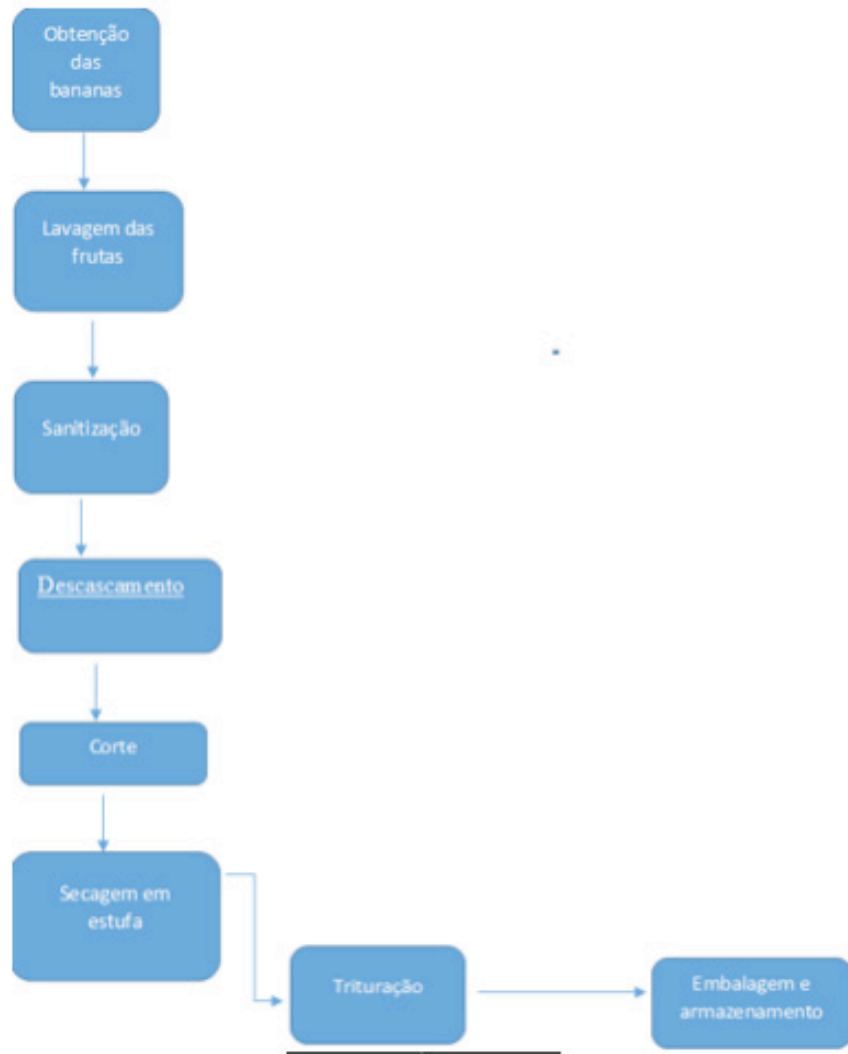 Obtenção
das
bananas
Lavagem das
frutas
Sanitização
Descascamento
Corte
Secagem em
estufa
Trituração
Embalagem e
armazenamento